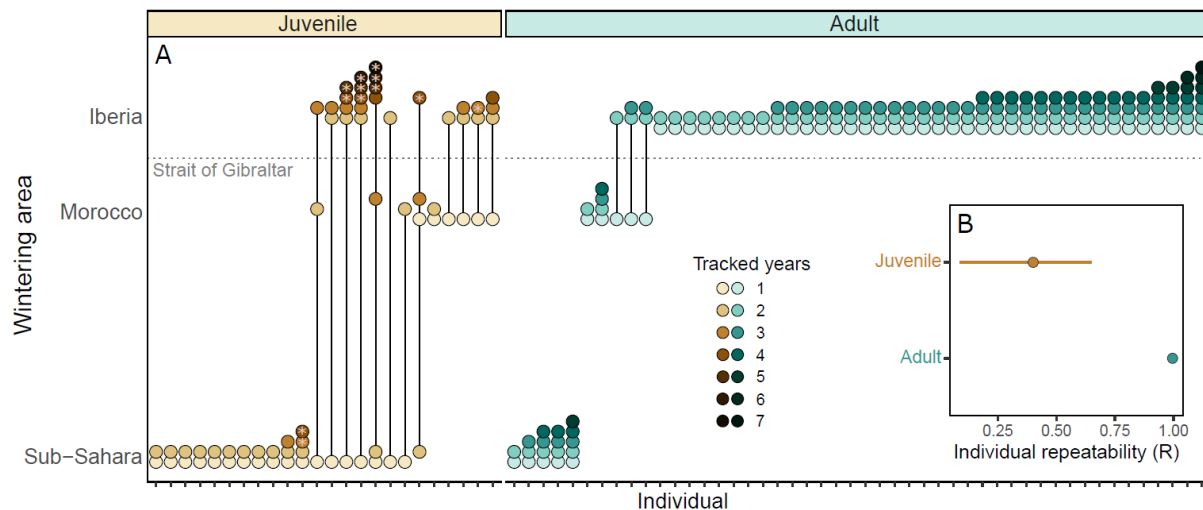 Juvenile
Adult
A
Wintering area
Iberia
Strait of Gibraltar
Morocco
Sub-Sahara
Tracked years
1
2
3
4
5
6
7
B
Juvenile
Adult
0.25 0.50 0.75 1.00
Individual repeatability (R)
Individual